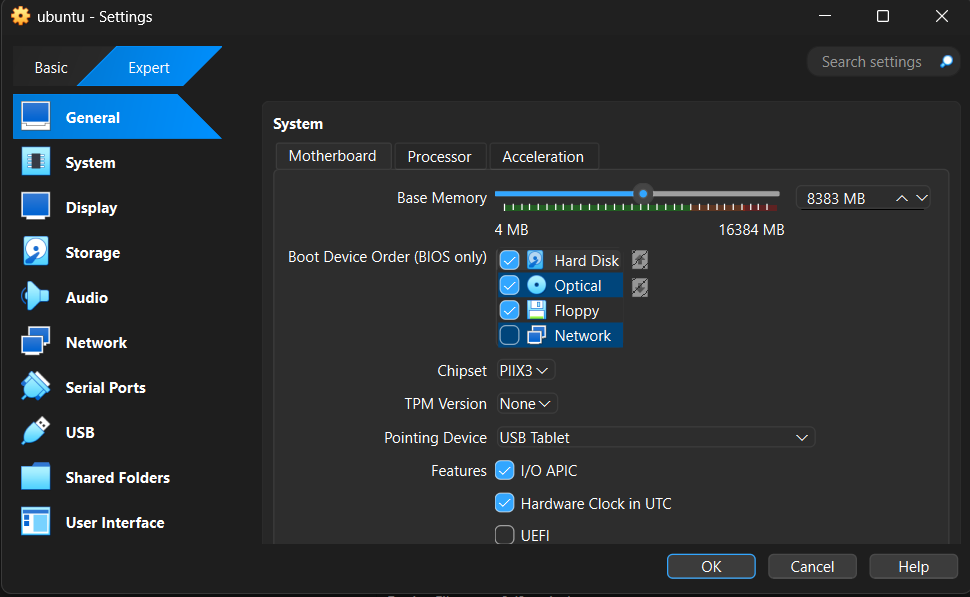 ubuntu - Settings
Basic
Expert
Search settings
General
System
Display
Storage
Audio
Network
Serial Ports
USB
Shared Folders
User Interface
System
Motherboard
Processor
Acceleration
Base Memory
8383 MB
4 MB
16384 MB
Boot Device Order (BIOS only)
Hard Disk
Optical
Floppy
Network
Chipset
PIIX3
TPM Version
None
Pointing Device
USB Tablet
Features
I/O APIC
Hardware Clock in UTC
UEFI
OK
Cancel
Help